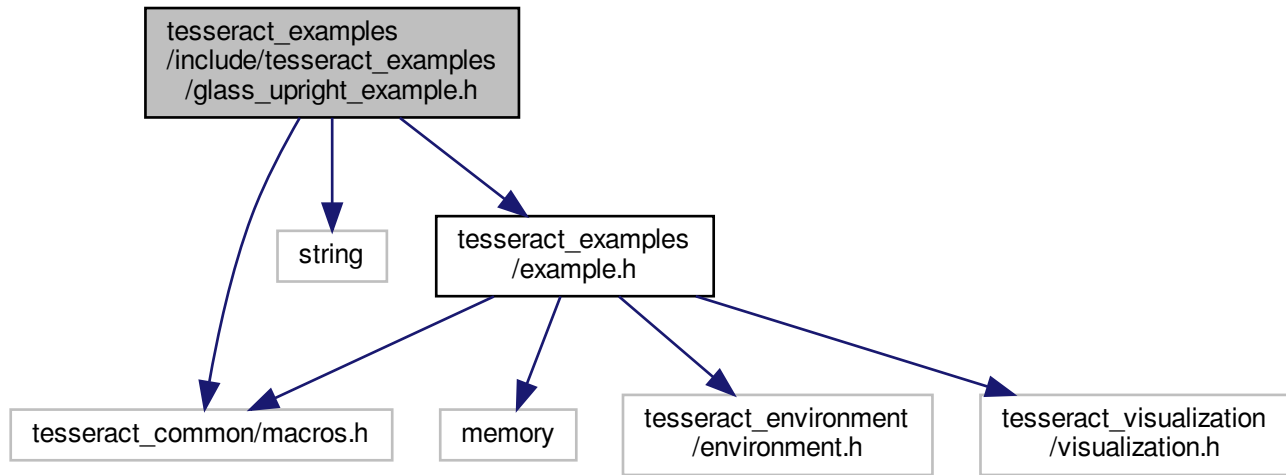 tesseract_examples
/include/tesseract_examples
/glass_upright_example.h
string
tesseract_examples
/example.h
tesseract_common/macros.h
memory
tesseract_environment
/environment.h
tesseract_visualization
/visualization.h